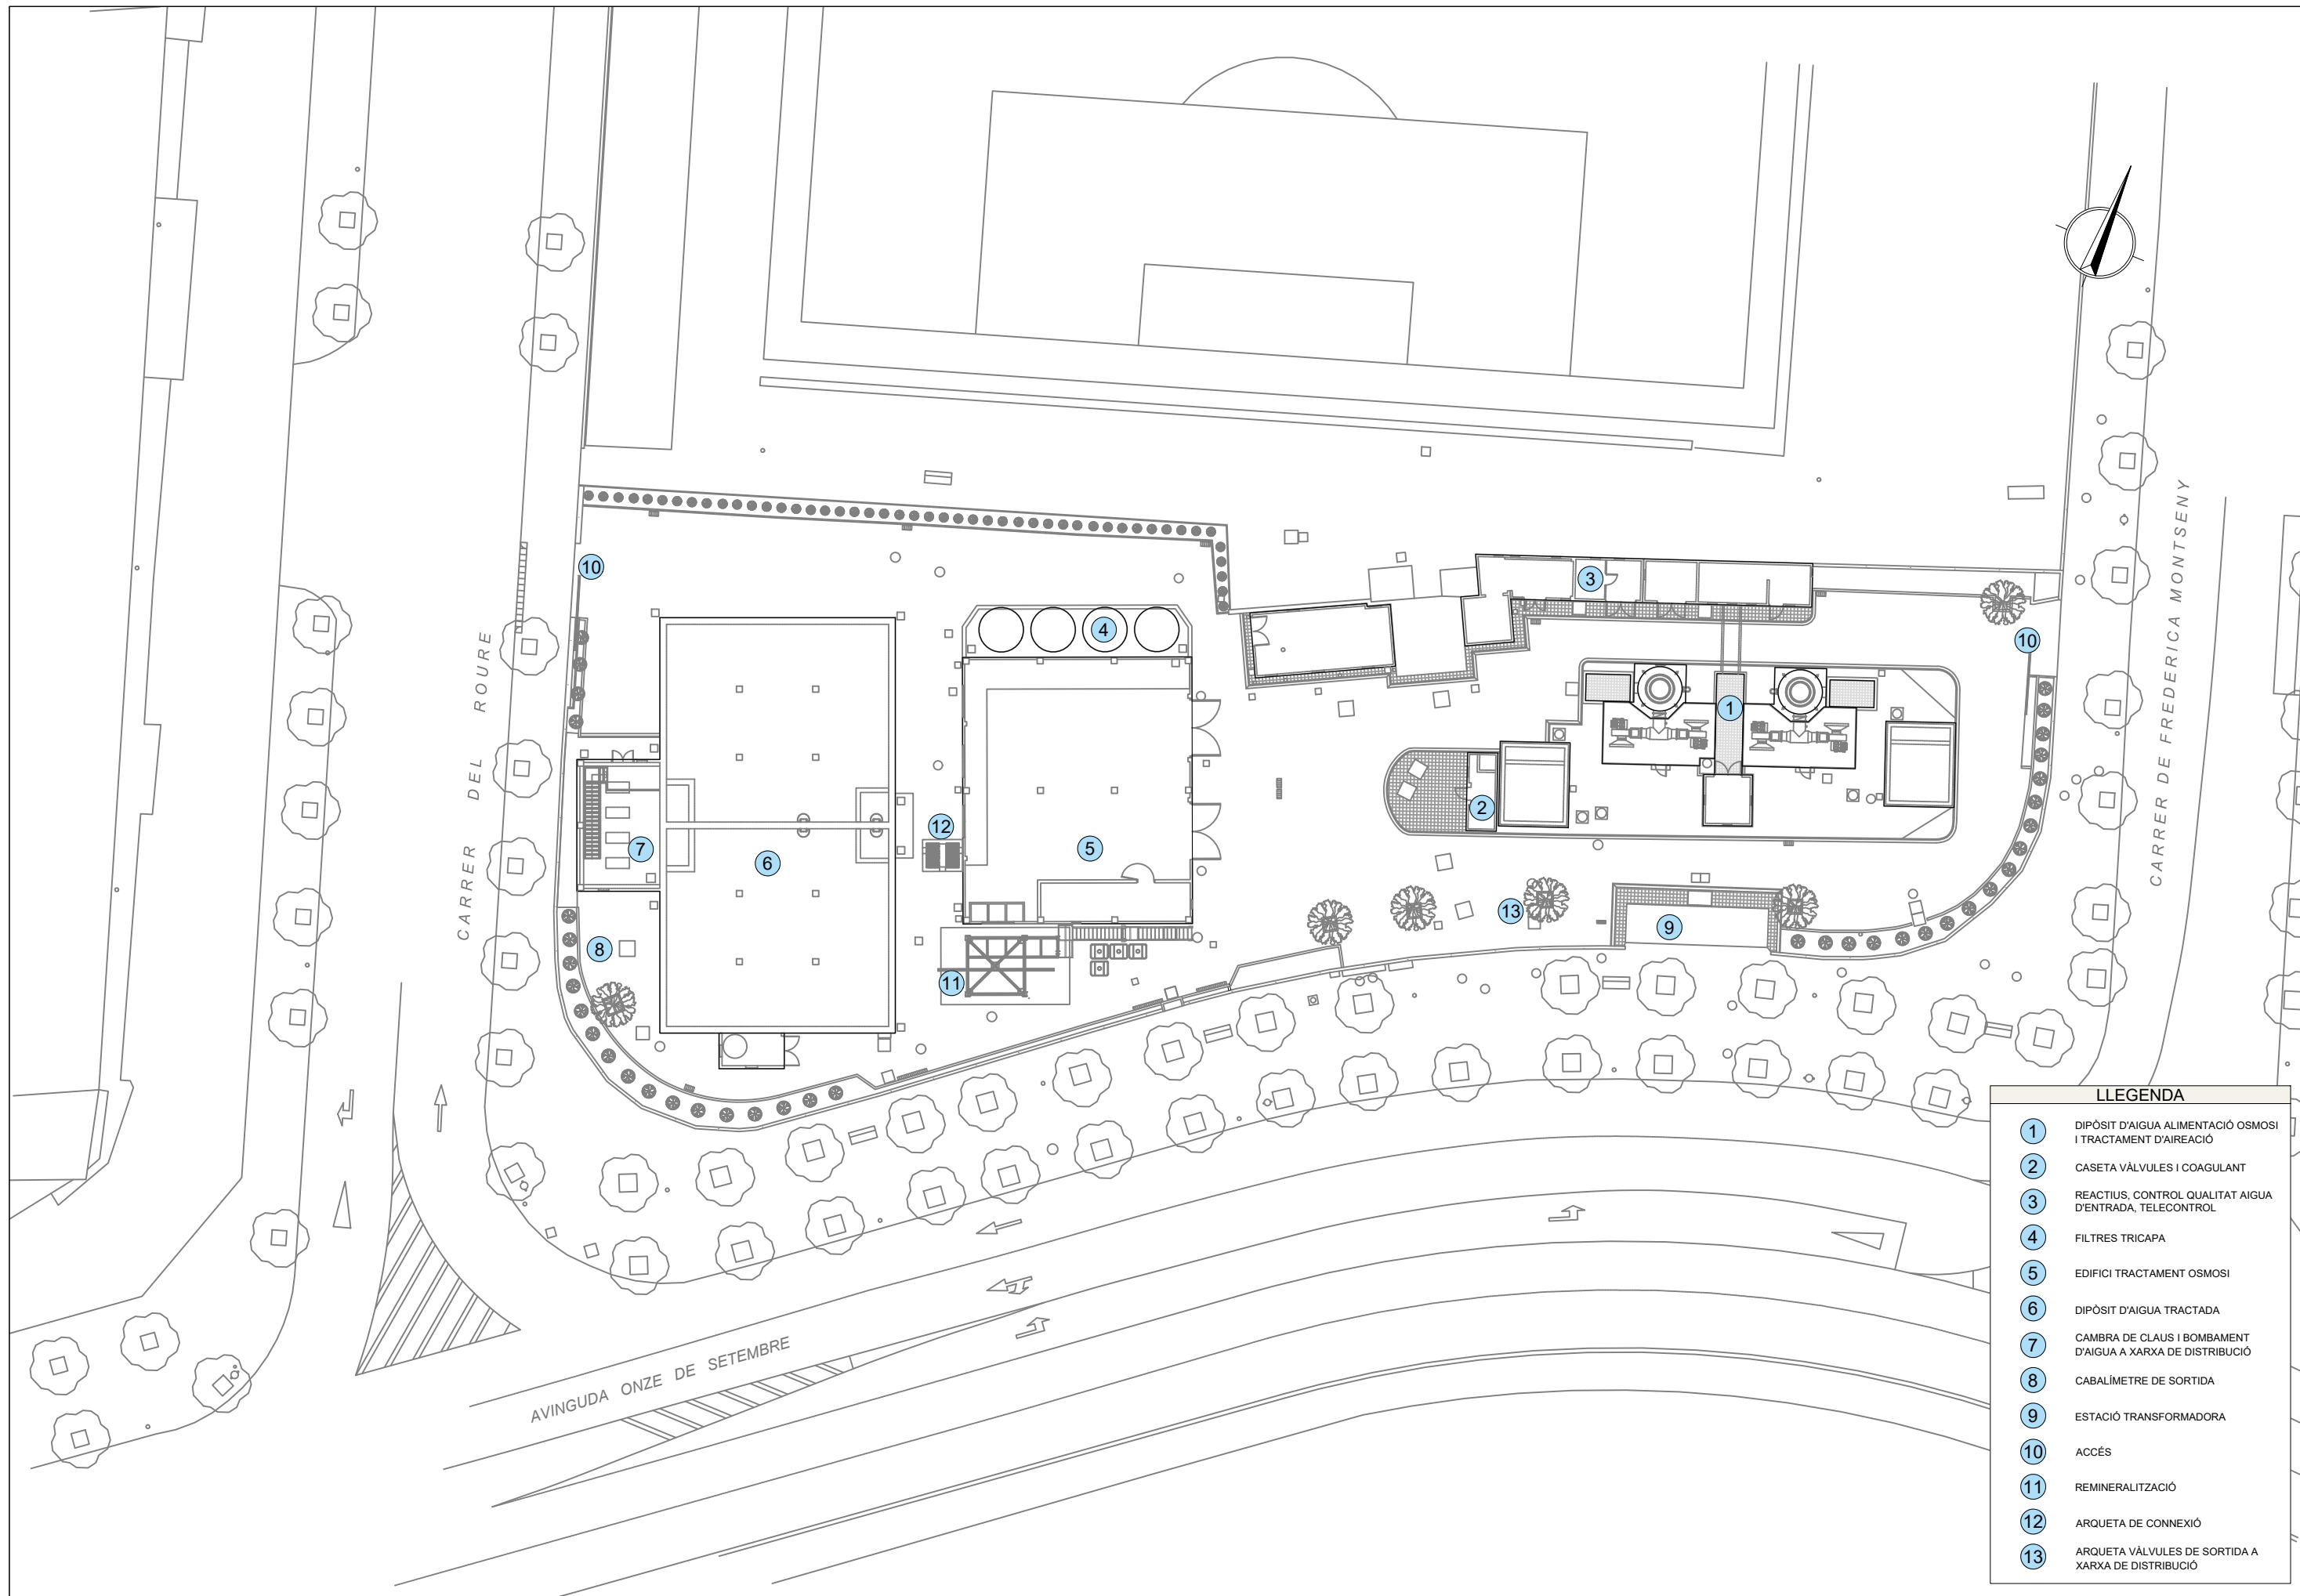 3
10
4
10
1
2
12
7
6
5
13
9
8
11
CARRER DEL ROURE
CARRER DE FREDERICA MONTSENY
AVINGUDA ONZE DE SETEMBRE
LLEGENDA
1 DIPÒSIT D'AIGUA ALIMENTACIÓ OSMOSI
I TRACTAMENT D'AIREACIÓ
2 CASETA VÀLVULES I COAGULANT
3 REACTIUS, CONTROL QUALITAT AIGUA
D'ENTRADA, TELECONTROL
4 FILTRES TRICAPA
5 EDIFICI TRACTAMENT OSMOSI
6 DIPÒSIT D'AIGUA TRACTADA
7 CAMBRA DE CLAUS I BOMBAMENT
D'AIGUA A XARXA DE DISTRIBUCIÓ
8 CABALÍMETRE DE SORTIDA
9 ESTACIÓ TRANSFORMADORA
10 ACCÉS
11 REMINERALITZACIÓ
12 ARQUETA DE CONNEXIÓ
13 ARQUETA VÀLVULES DE SORTIDA A
XARXA DE DISTRIBUCIÓ